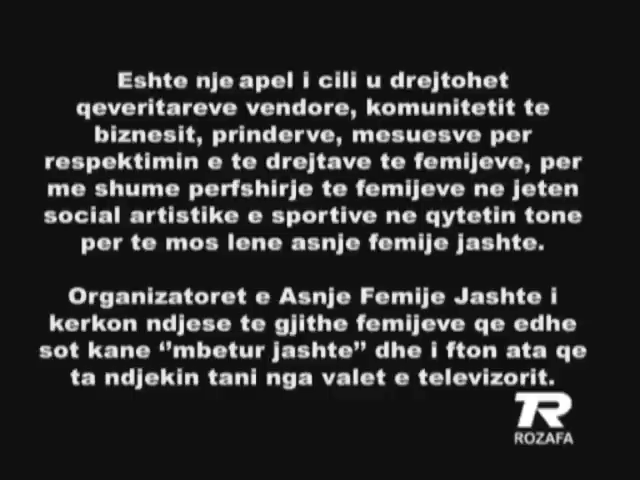 Eshte nje apel i cili u drejtohet
qeveritareve vendore, komunitetit te
biznesit, prinderve, mesuesve per
respektimin e te drejtave te femijeve, per
me shume perfshirje te femijeve ne jeten
social artistike e sportive ne qytetin tone
per te mos lene asnje femije jashte.
Organizatoret e Asnje Femije Jashte i
kerkon ndjese te gjithe femijeve qe edhe
sot kane ‘’mbetur jashte’’ dhe i fton ata qe
ta ndjekin tani nga valet e televizorit.
TR
ROZAFA